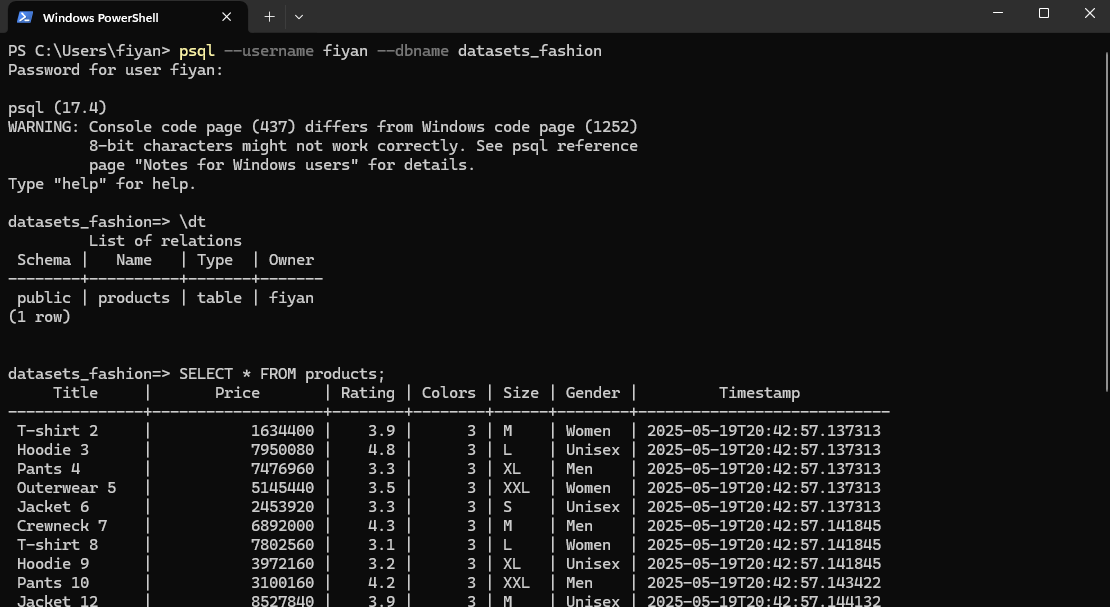 Windows PowerShell
PS C:\Users\fiyan> psql --username fiyan --dbname datasets_fashion
Password for user fiyan:
psql (17.4)
WARNING: Console code page (437) differs from Windows code page (1252)
         8-bit characters might not work correctly. See psql reference
         page "Notes for Windows users" for details.
Type "help" for help.
datasets_fashion=> \dt
         List of relations
 Schema |   Name   | Type  | Owner
--------+----------+-------+-------
 public | products | table | fiyan
(1 row)
datasets_fashion=> SELECT * FROM products;
     Title     |       Price       | Rating | Colors | Size | Gender |         Timestamp
---------------+-------------------+--------+--------+------+--------+----------------------------
 T-shirt 2     |           1634400 |    3.9 |      3 | M    | Women  | 2025-05-19T20:42:57.137313
 Hoodie 3      |           7950080 |    4.8 |      3 | L    | Unisex | 2025-05-19T20:42:57.137313
 Pants 4       |           7476960 |    3.3 |      3 | XL   | Men    | 2025-05-19T20:42:57.137313
 Outerwear 5   |           5145440 |    3.5 |      3 | XXL  | Women  | 2025-05-19T20:42:57.137313
 Jacket 6      |           2453920 |    3.3 |      3 | S    | Unisex | 2025-05-19T20:42:57.137313
 Crewneck 7    |           6892000 |    4.3 |      3 | M    | Men    | 2025-05-19T20:42:57.141845
 T-shirt 8     |           7802560 |    3.1 |      3 | L    | Women  | 2025-05-19T20:42:57.141845
 Hoodie 9      |           3972160 |    3.2 |      3 | XL   | Unisex | 2025-05-19T20:42:57.141845
 Pants 10      |           3100160 |    4.2 |      3 | XXL  | Men    | 2025-05-19T20:42:57.143422
 Jacket 12     |           8527840 |    3.9 |      3 | M    | Unisex | 2025-05-19T20:42:57.144132